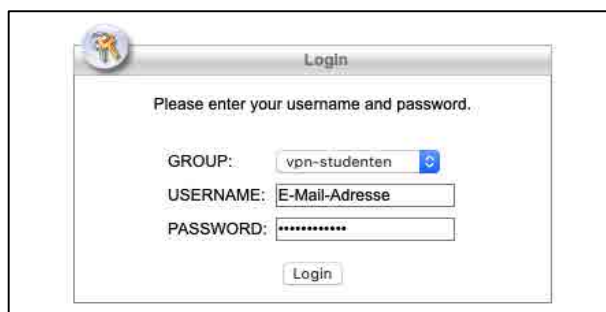 Login
Please enter your username and password.
GROUP: vpn-studenten
USERNAME: E-Mail-Adresse
PASSWORD: ••••••••••••
Login